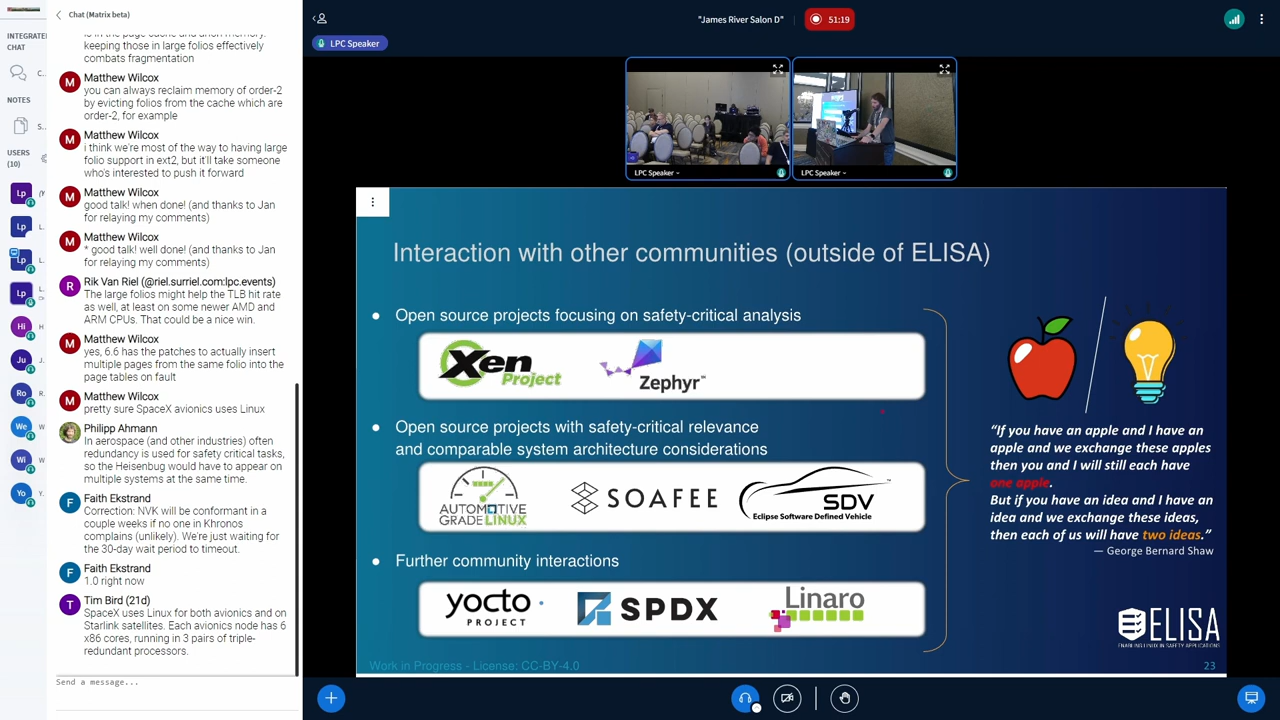 Chat (Matrix beta)
INTEGRATE
CHAT
C..
NOTES
S..
USERS
(10)
keeping those in large folios effectively
combats fragmentation
M
Matthew Wilcox
you can always reclaim memory of order-2
by evicting folios from the cache which are
order-2, for example
M
Matthew Wilcox
i think we're most of the way to having large
folio support in ext2, but it'll take someone
who's interested to push it forward
M
Matthew Wilcox
good talk! when done! (and thanks to Jan
for relaying my comments)
M
Matthew Wilcox
* good talk! well done! (and thanks to Jan
for relaying my comments)
R
Rik Van Riel (@riel.surriel.com:lpc.events)
The large folios might help the TLB hit rate
as well, at least on some newer AMD and
ARM CPUs. That could be a nice win.
M
Matthew Wilcox
yes, 6.6 has the patches to actually insert
multiple pages from the same folio into the
page tables on fault
M
Matthew Wilcox
pretty sure SpaceX avionics uses Linux
Philipp Ahmann
In aerospace (and other industries) often
redundancy is used for safety critical tasks,
so the Heisenbug would have to appear on
multiple systems at the same time.
F
Faith Ekstrand
Correction: NVK will be conformant in a
couple weeks if no one in Khronos
complains (unlikely). We're just waiting for
the 30-day wait period to timeout.
F
Faith Ekstrand
1.0 right now
T
Tim Bird (21d)
SpaceX uses Linux for both avionics and on
Starlink satellites. Each avionics node has 6
x86 cores, running in 3 pairs of triple-
redundant processors.
Send a message...
Lp
Lp
Lp
Lp
Hi
Ju
Ro
We
Wi
Yo
"James River Salon D"
51:19
LPC Speaker
LPC Speaker
LPC Speaker
Interaction with other communities (outside of ELISA)
● Open source projects focusing on safety-critical analysis
Xen
Project
Zephyr™
● Open source projects with safety-critical relevance
and comparable system architecture considerations
AUTOMOTIVE
GRADELINUX
SOAFEE
SDV
Eclipse Software Defined Vehicle
● Further community interactions
yocto
PROJECT
SPDX
Linaro
“If you have an apple and I have an
apple and we exchange these apples
then you and I will still each have
one apple.
But if you have an idea and I have an
idea and we exchange these ideas,
then each of us will have two ideas.”
— George Bernard Shaw
ELISA
ENABLING LINUX IN SAFETY APPLICATIONS
Work in Progress - License: CC-BY-4.0
23